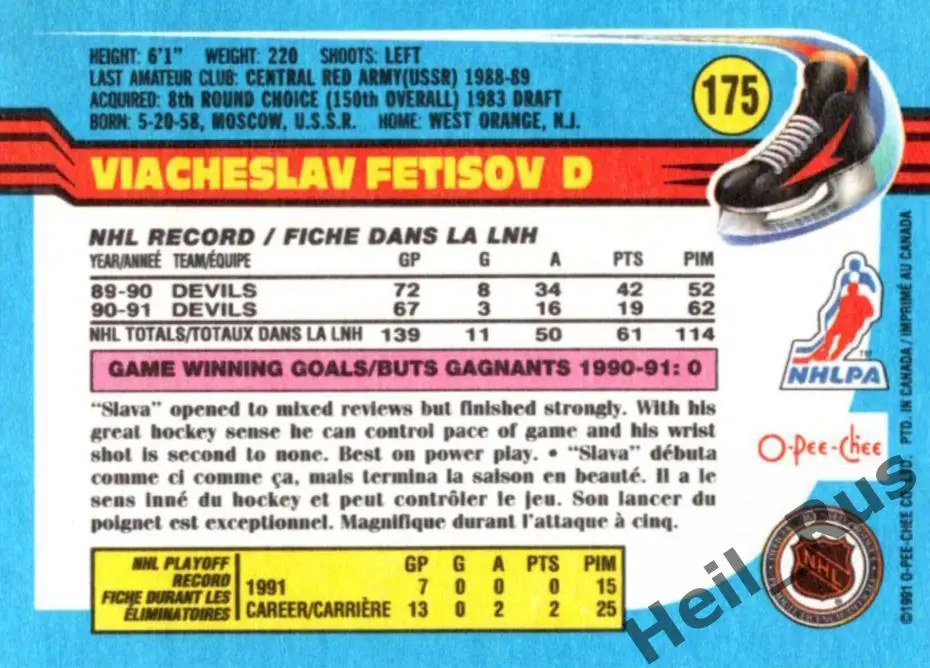 HEIGHT: 6'1" WEIGHT: 220 SHOOTS: LEFT
LAST AMATEUR CLUB: CENTRAL RED ARMY(USSR) 1988-89
ACQUIRED: 8th ROUND CHOICE (150th OVERALL) 1983 DRAFT
BORN: 5-20-58, MOSCOW, U.S.S.R. HOME: WEST ORANGE, N.J.
175
VIACHESLAV FETISOV D
NHL RECORD / FICHE DANS LA LNH
YEAR/ANNEÉ TEAM/ÉQUIPE GP G A PTS PIM
89-90 DEVILS 72 8 34 42 52
90-91 DEVILS 67 3 16 19 62
NHL TOTALS/TOTAUX DANS LA LNH 139 11 50 61 114
GAME WINNING GOALS/BUTS GAGNANTS 1990-91: 0
"Slava" opened to mixed reviews but finished strongly. With his
great hockey sense he can control pace of game and his wrist
shot is second to none. Best on power play. • "Slava" débuta
comme ci comme ça, mais termina la saison en beauté. Il a le
sens inné du hockey et peut contrôler le jeu. Son lancer du
poignet est exceptionnel. Magnifique durant l'attaque à cinq.
NHL PLAYOFF
RECORD
FICHE DURANT LES
ÉLIMINATOIRES
GP G A PTS PIM
1991 7 0 0 0 15
CAREER/CARRIÈRE 13 0 2 2 25
TM
NHLPA
O-Pee-Chee
NHL
©1991 O-PEE-CHEE CO. LTD. PTD. IN CANADA / IMPRIMÉ AU CANADA
Heil_Rus